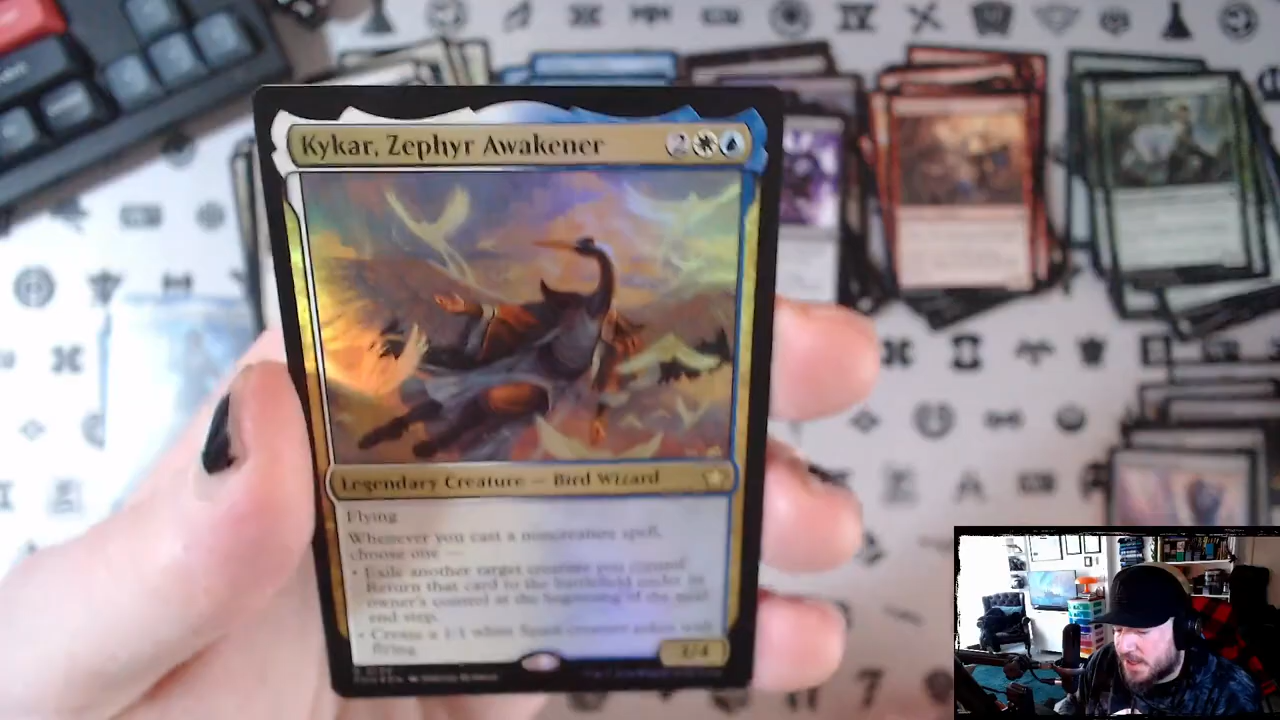 Kykar, Zephyr Awakener 2
Legendary Creature — Bird Wizard
Flying
Whenever you cast a noncreature spell,
choose one —
• Exile another target creature you control.
Return that card to the battlefield under its
owner's control at the beginning of the next
end step.
• Create a 1/1 white Spirit creature token with
flying.